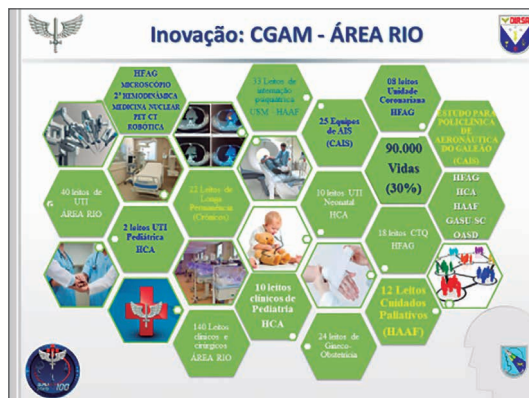 Inovação: CGAM - ÁREA RIO
DIRSA
HFAG
MICROSCÓPIO
2ª HEMODINÂMICA
MEDICINA NUCLEAR
PET CT
ROBÓTICA
33 Leitos de
internação
psiquiátrica
USM - HAAF
08 leitos
Unidade
Coronariana
HFAG
25 Equipes
de AIS
(CAIS)
ESTUDO PARA
POLICLÍNICA
DE
AERONÁUTICA
DO GALEÃO
(CAIS)
90.000
Vidas
(30%)
40 leitos
de UTI
ÁREA RIO
22 Leitos de
Longa
Permanência
(Crônicos)
10 leitos UTI
Neonatal
HCA
HFAG
HCA
HAAF
GASU SC
OASD
2 leitos UTI
Pediátrica
HCA
18 leitos CTQ
HFAG
10 leitos
clínicos de
Pediatria
HCA
12 Leitos
Cuidados
Paliativos
(HAAF)
140 Leitos
clínicos e
cirúrgicos
ÁREA RIO
24 leitos de
Gineco-
Obstetrícia
100